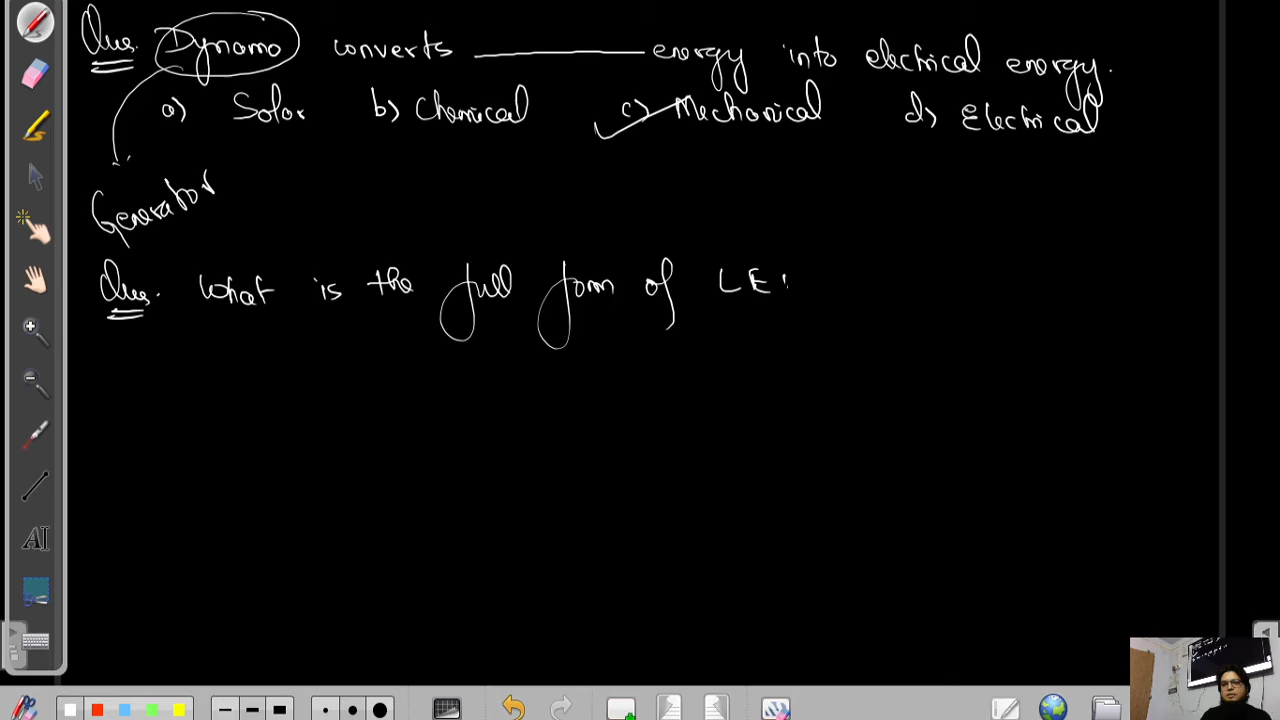 Que. Dynamo converts ________ energy into electrical energy.
a) Solar b) Chemical c) Mechanical d) Electrical
Generator
Que. What is the full form of LE
AI